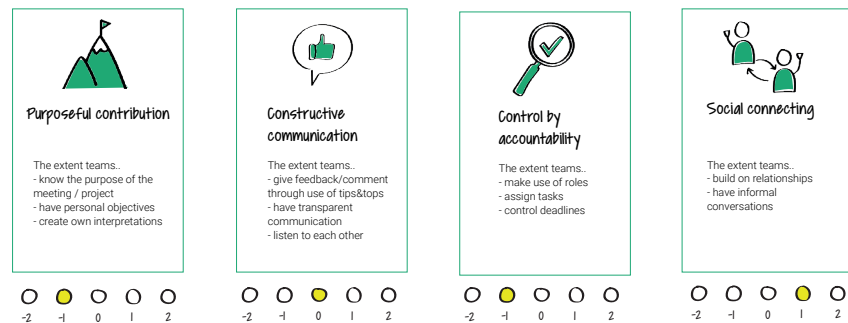 Purposeful contribution
The extent teams..
- know the purpose of the
meeting / project
- have personal objectives
- create own interpretations
-2 -1 0 1 2
Constructive
communication
The extent teams..
- give feedback/comment
through use of tips&tops
- have transparent
communication
- listen to each other
-2 -1 0 1 2
Control by
accountability
The extent teams..
- make use of roles
- assign tasks
- control deadlines
-2 -1 0 1 2
Social connecting
The extent teams..
- build on relationships
- have informal
conversations
-2 -1 0 1 2